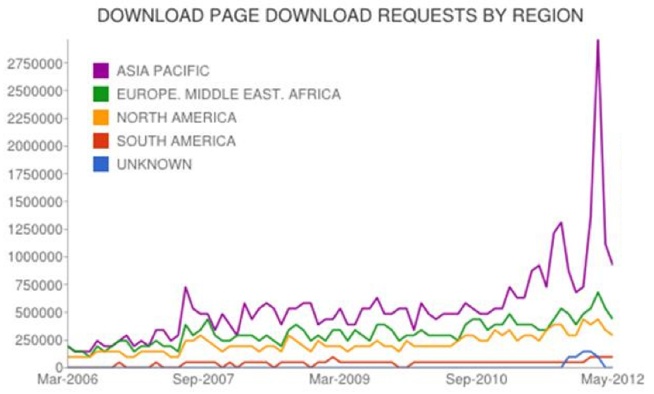 DOWNLOAD PAGE DOWNLOAD REQUESTS BY REGION
2750000
2500000
2250000
2000000
1750000
1500000
1250000
1000000
750000
500000
250000
0
ASIA PACIFIC
EUROPE. MIDDLE EAST. AFRICA
NORTH AMERICA
SOUTH AMERICA
UNKNOWN
Mar-2006 Sep-2007 Mar-2009 Sep-2010 May-2012